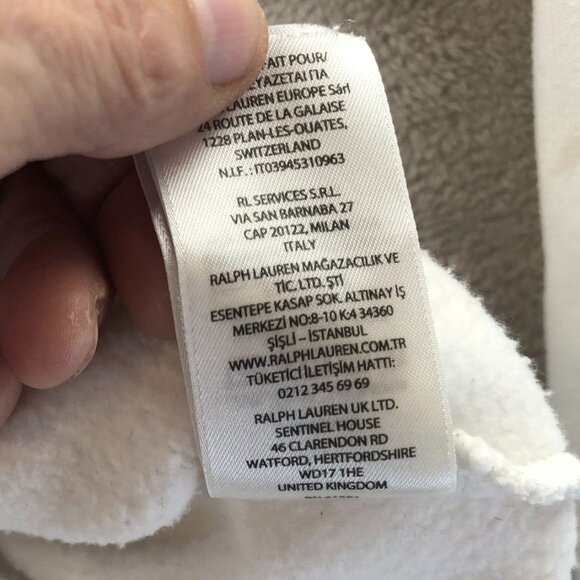 FAIT POUR/
LAUREN EUROPE Sárl
24 ROUTE DE LA GALAISE
1228 PLAN-LES-OUATES,
SWITZERLAND
N.I.F. : IT03945310963
RL SERVICES S.R.L.
VIA SAN BARNABA 27
CAP 20122, MILAN
ITALY
RALPH LAUREN MAĞAZACILIK VE
TİC. LTD. ŞTİ
ESENTEPE KASAP SOK. ALTINAY İŞ
MERKEZİ NO:8-10 K:4 34360
ŞİŞLİ – İSTANBUL
WWW.RALPHLAUREN.COM.TR
TÜKETİCİ İLETİŞİM HATTI:
0212 345 69 69
RALPH LAUREN UK LTD.
SENTINEL HOUSE
46 CLARENDON RD
WATFORD, HERTFORDSHIRE
WD17 1HE
UNITED KINGDOM